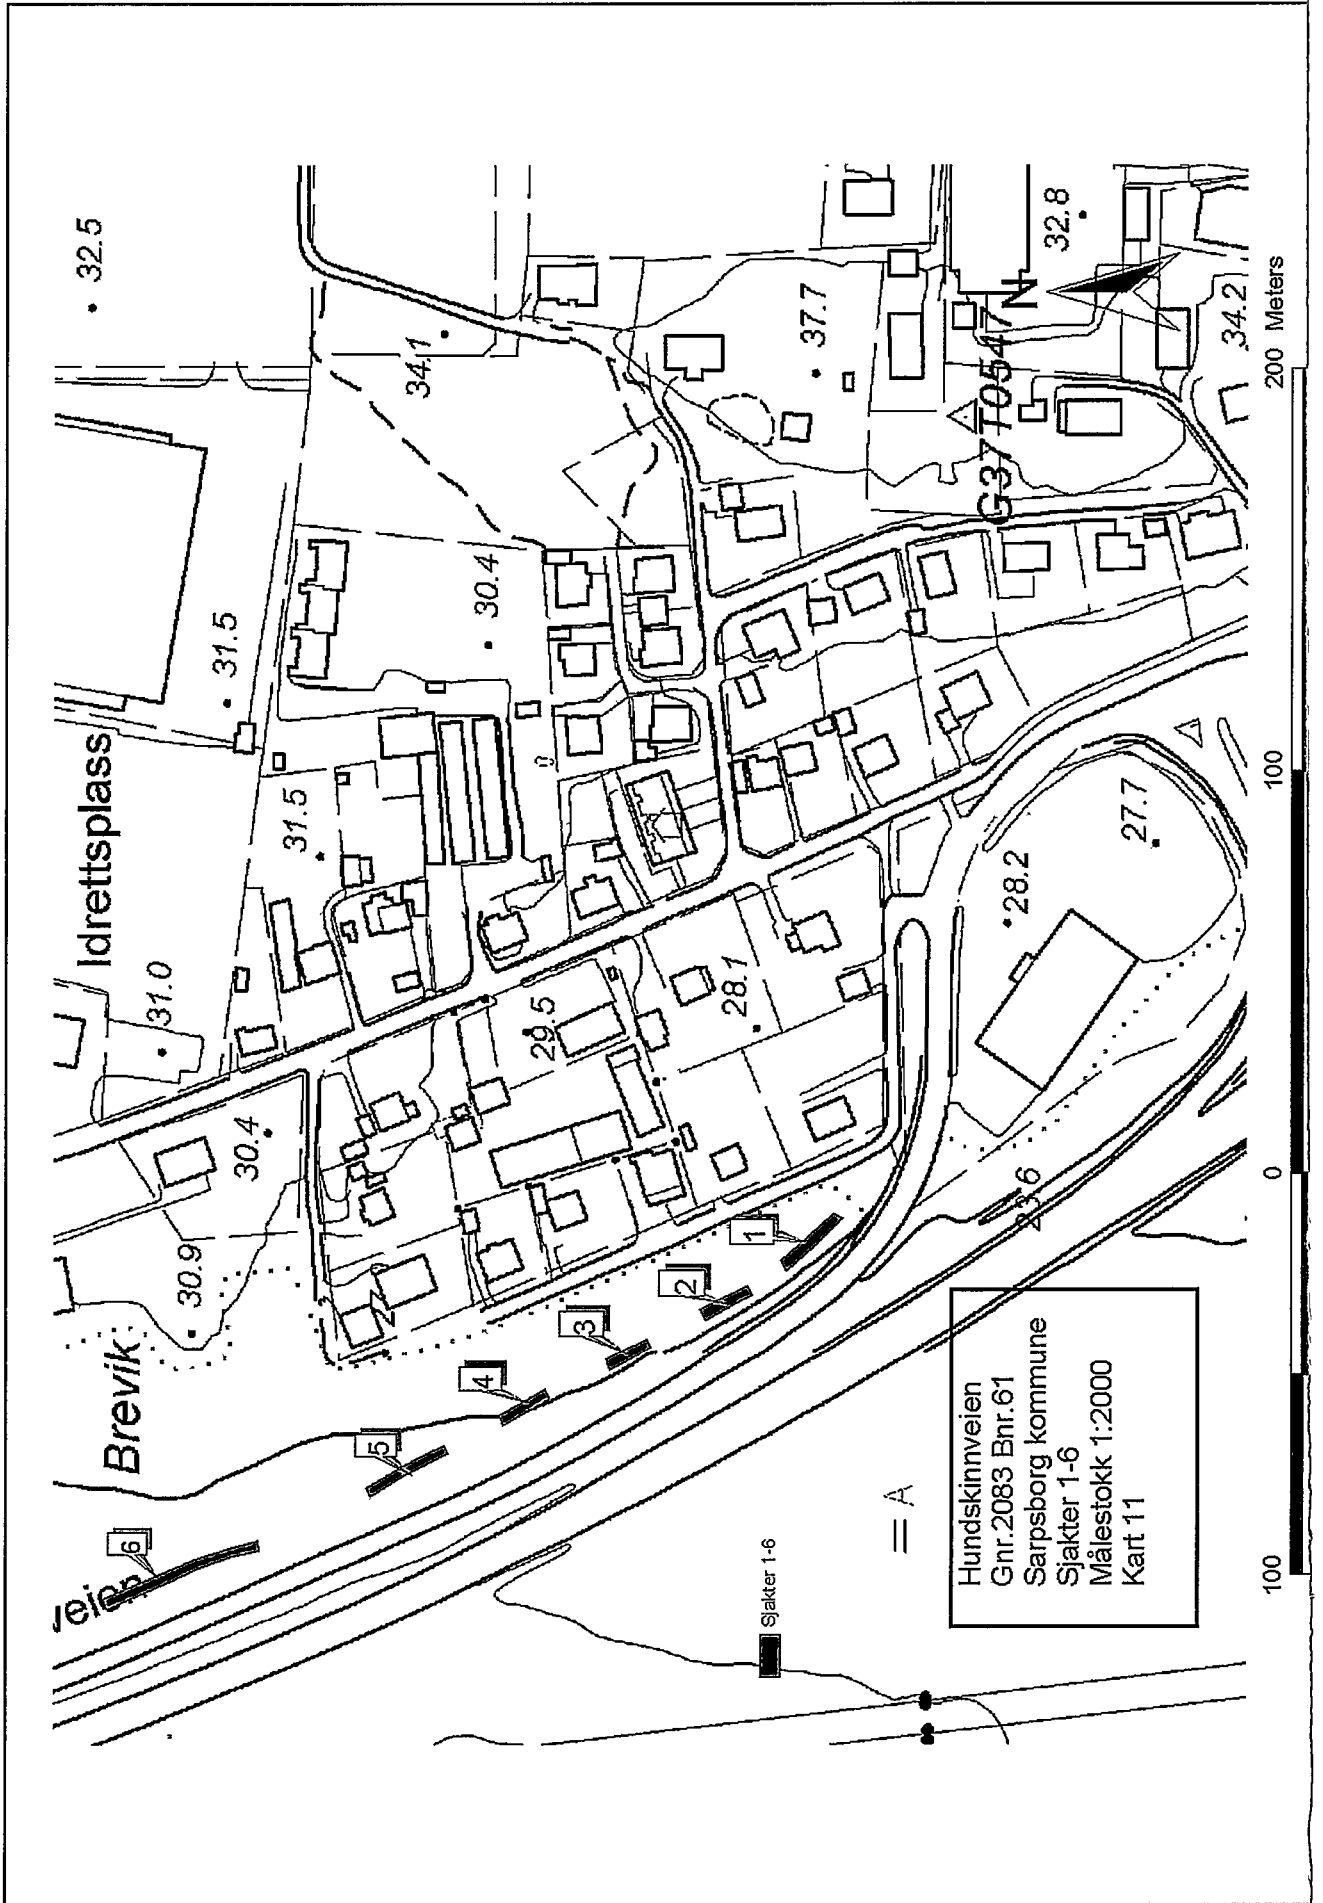 Idrettsplass
32.5
31.5
31.5
31.0
30.4
30.9
Brevik
34.1
30.4
29.5
28.1
37.7
32.8
N
G37T0547
34.2
27.7
28.2
23.6
veien
6
5
4
3
2
1
= A
Sjakter 1-6
Hundskinnveien
Gnr.2083 Bnr.61
Sarpsborg kommune
Sjakter 1-6
Målestokk 1:2000
Kart 11
100 0 100 200 Meters